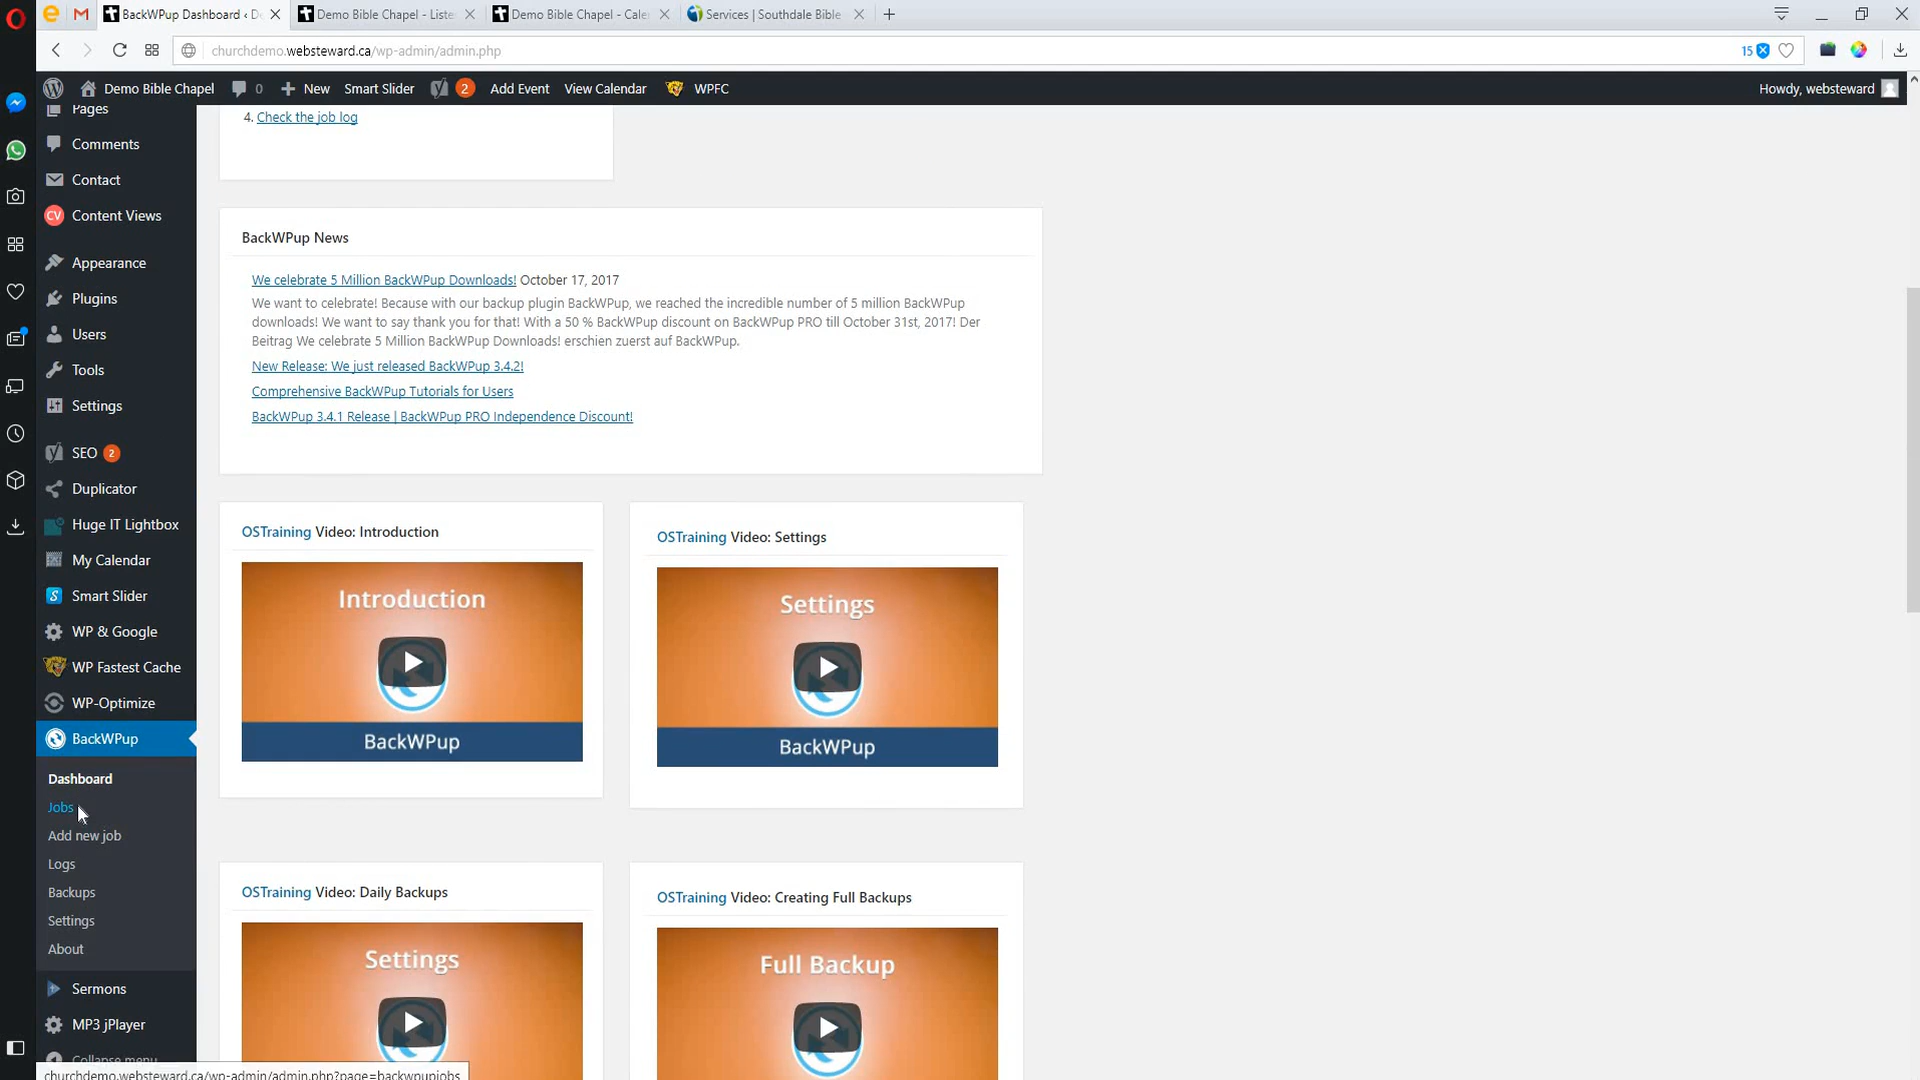 BackWPup Dashboard ‹ De
Demo Bible Chapel - Liste
Demo Bible Chapel - Cale
Services | Southdale Bible
churchdemo.websteward.ca/wp-admin/admin.php
15
Demo Bible Chapel
0
New
Smart Slider
2
Add Event
View Calendar
WPFC
Howdy, websteward
Pages
Comments
Contact
CV Content Views
Appearance
Plugins
Users
Tools
Settings
SEO 2
Duplicator
Huge IT Lightbox
My Calendar
S Smart Slider
WP & Google
WP Fastest Cache
WP-Optimize
BackWPup
Dashboard
Jobs
Add new job
Logs
Backups
Settings
About
Sermons
MP3 jPlayer
Collapse menu
4. Check the job log
BackWPup News
We celebrate 5 Million BackWPup Downloads! October 17, 2017
We want to celebrate! Because with our backup plugin BackWPup, we reached the incredible number of 5 million BackWPup
downloads! We want to say thank you for that! With a 50 % BackWPup discount on BackWPup PRO till October 31st, 2017! Der
Beitrag We celebrate 5 Million BackWPup Downloads! erschien zuerst auf BackWPup.
New Release: We just released BackWPup 3.4.2!
Comprehensive BackWPup Tutorials for Users
BackWPup 3.4.1 Release | BackWPup PRO Independence Discount!
OSTraining Video: Introduction
Introduction
BackWPup
OSTraining Video: Settings
Settings
BackWPup
OSTraining Video: Daily Backups
Settings
OSTraining Video: Creating Full Backups
Full Backup
churchdemo.websteward.ca/wp-admin/admin.php?page=backwpupjobs